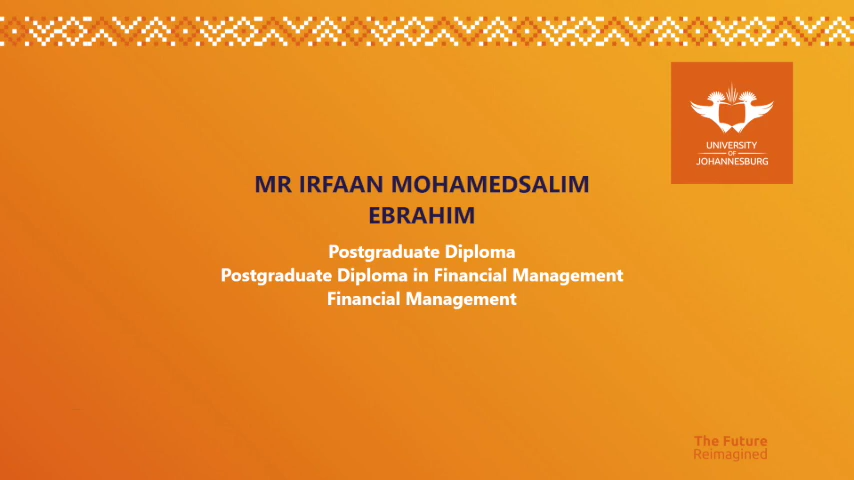 UNIVERSITY
OF
JOHANNESBURG
MR IRFAAN MOHAMEDSALIM
EBRAHIM
Postgraduate Diploma
Postgraduate Diploma in Financial Management
Financial Management
The Future
Reimagined